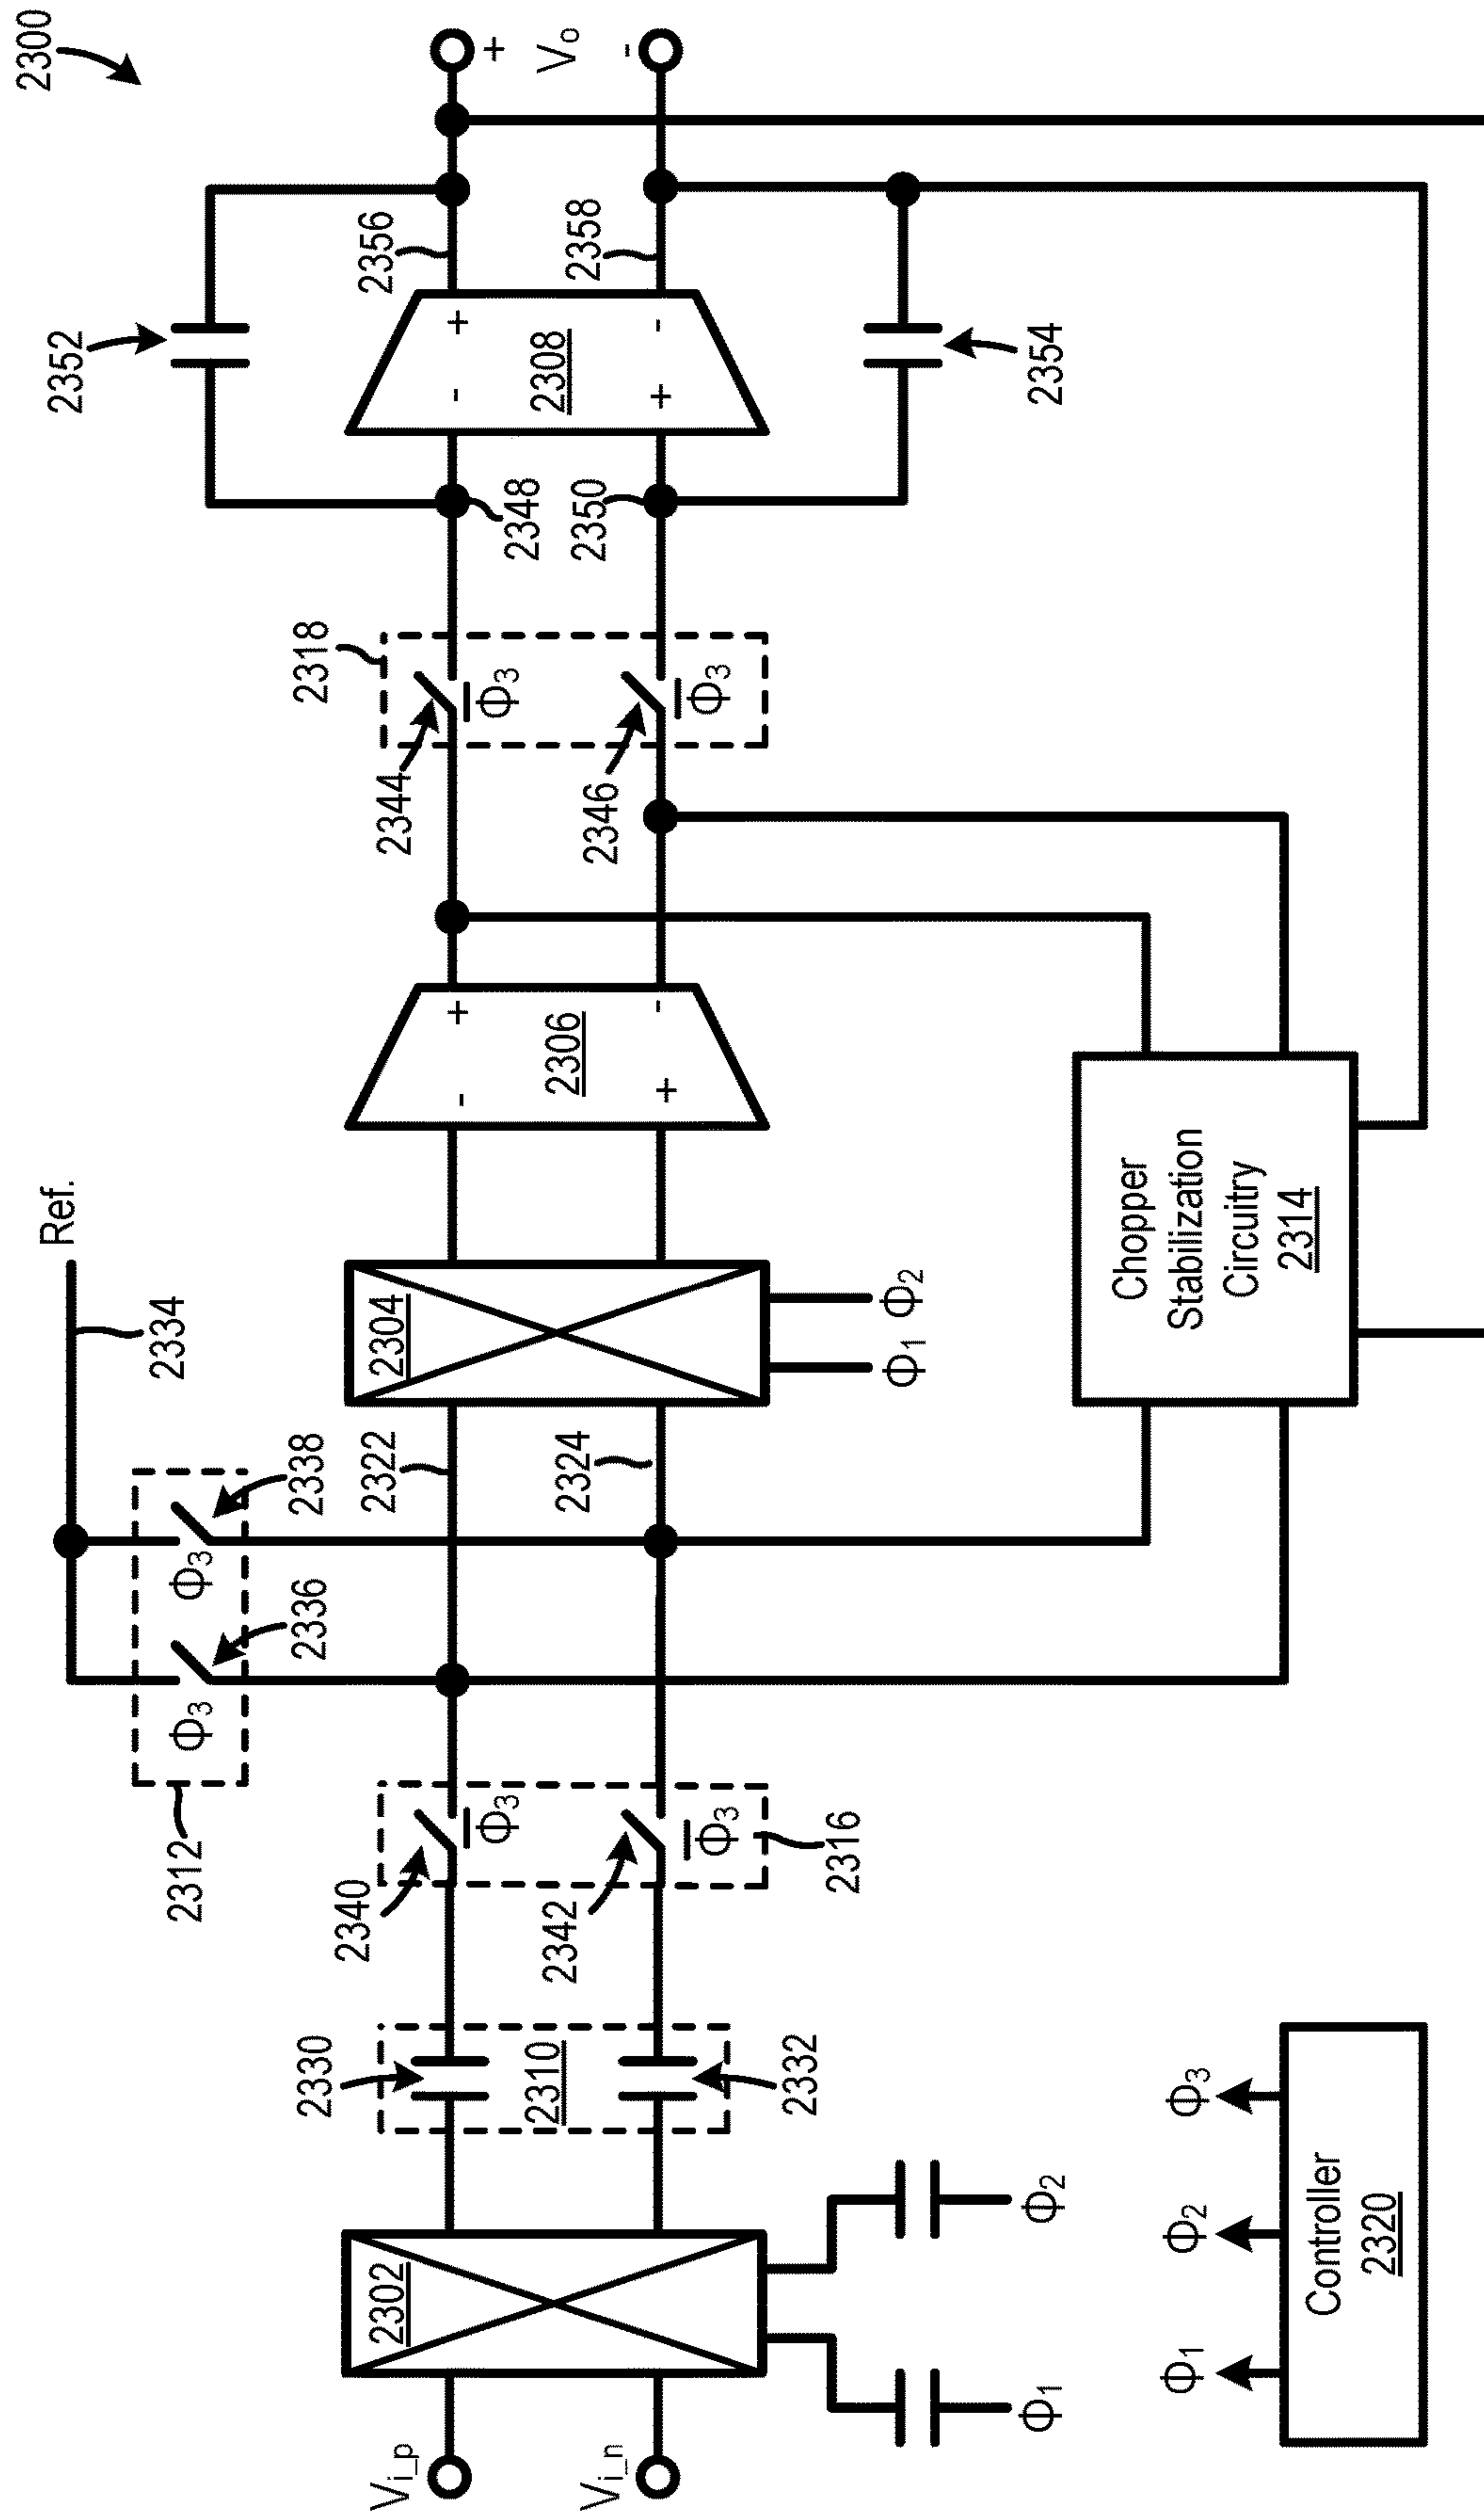 2300
Ref.
2334
2312
Φ3
Φ3
2336
2338
2352
Vi_p
Vi_n
2302
Φ1
Φ2
2330
2310
2332
2340
2342
Φ3
Φ3
2316
2322
2324
2304
Φ1 Φ2
-
+
2306
+
-
2344
2346
2318
Φ3
Φ3
2348
2350
-
+
2308
+
-
2356
2358
2354
+
Vo
-
Chopper
Stabilization
Circuitry
2314
Φ1 Φ2 Φ3
Controller
2320